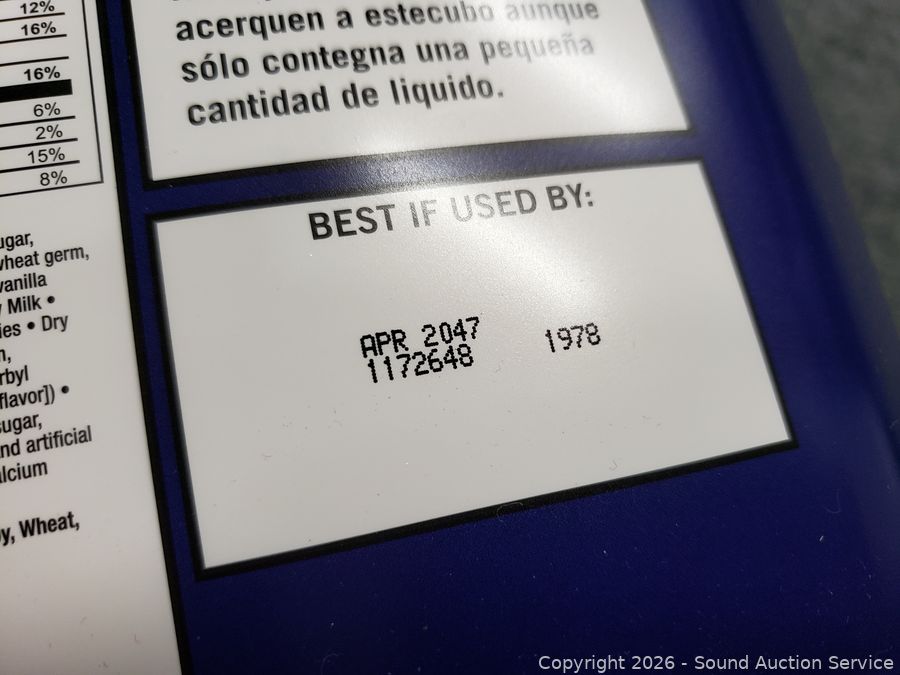 12%
16%
16%
6%
2%
15%
8%
acerquen a estecubo aunque
sólo contegna una pequeña
cantidad de liquido.
BEST IF USED BY:
APR 2047 1978
1172648
ugar,
wheat germ,
vanilla
Milk •
ies • Dry
n,
rbyl
flavor]) •
sugar,
nd artificial
alcium
y, Wheat,
Copyright 2026 - Sound Auction Service